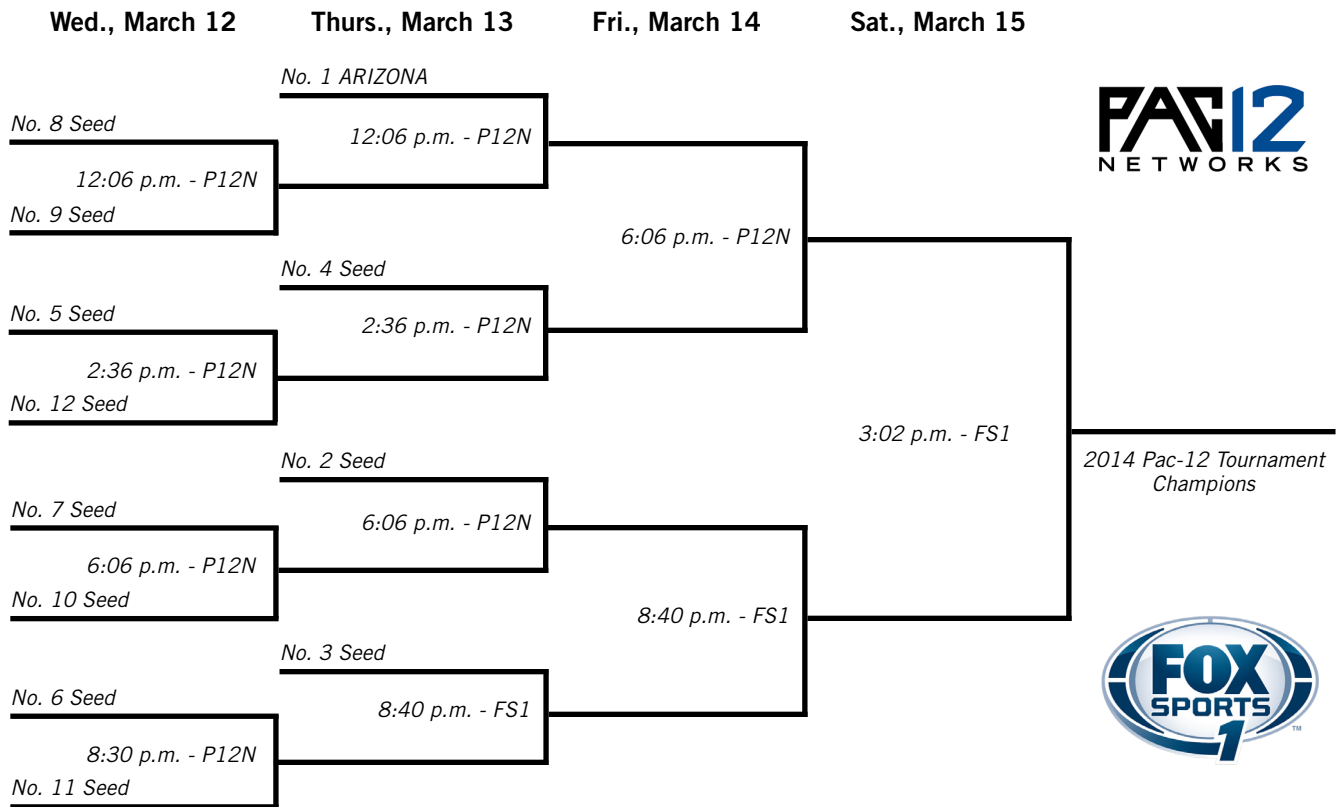 Wed., March 12
Thurs., March 13
Fri., March 14
Sat., March 15
No. 1 ARIZONA
No. 8 Seed
12:06 p.m. - P12N
12:06 p.m. - P12N
No. 9 Seed
6:06 p.m. - P12N
No. 4 Seed
No. 5 Seed
2:36 p.m. - P12N
2:36 p.m. - P12N
No. 12 Seed
3:02 p.m. - FS1
2014 Pac-12 Tournament
Champions
No. 2 Seed
No. 7 Seed
6:06 p.m. - P12N
6:06 p.m. - P12N
No. 10 Seed
8:40 p.m. - FS1
No. 3 Seed
No. 6 Seed
8:40 p.m. - FS1
8:30 p.m. - P12N
No. 11 Seed
PAC12
NETWORKS
FOX
SPORTS
1
TM